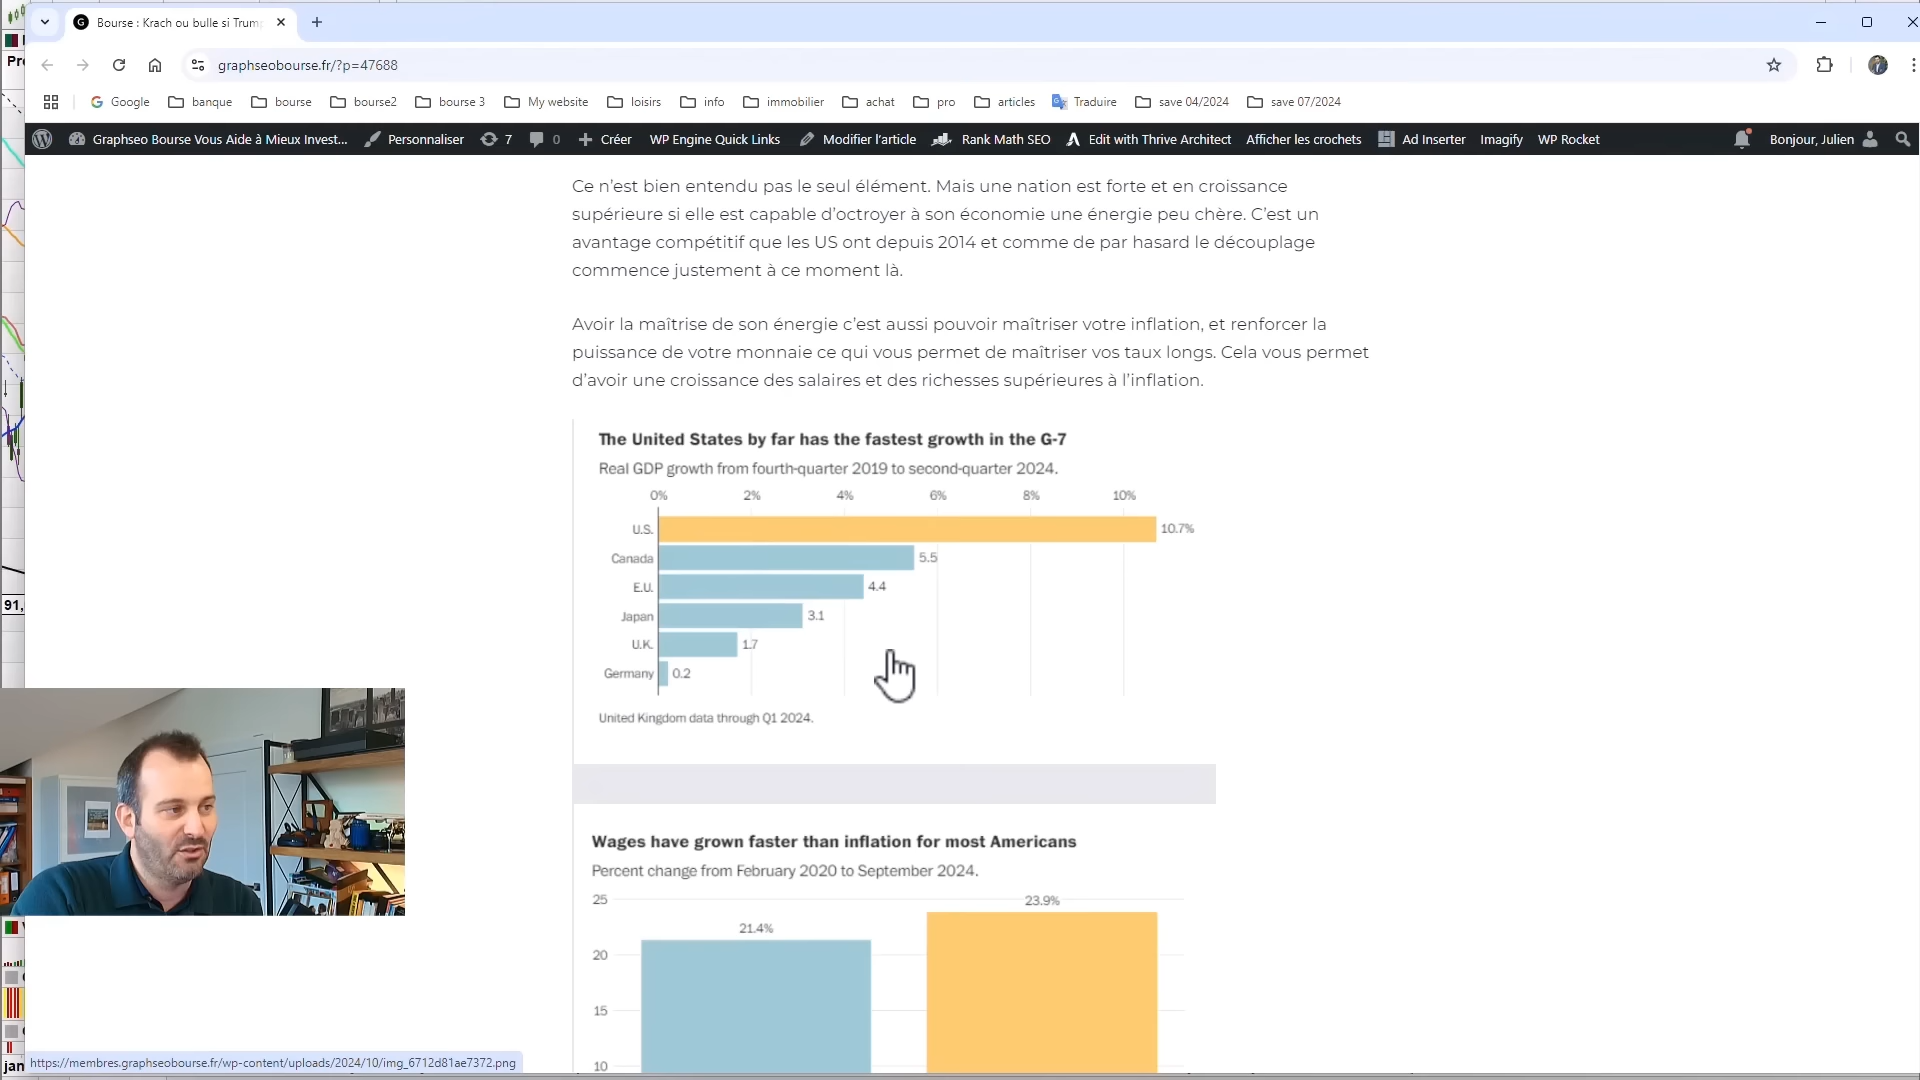 Bourse : Krach ou bulle si Trum
graphseobourse.fr/?p=47688
Google banque bourse bourse2 bourse 3 My website loisirs info immobilier achat pro articles Traduire save 04/2024 save 07/2024
Graphseo Bourse Vous Aide à Mieux Invest... Personnaliser 7 0 Créer WP Engine Quick Links Modifier l'article Rank Math SEO Edit with Thrive Architect Afficher les crochets Ad Inserter Imagify WP Rocket Bonjour, Julien
Ce n'est bien entendu pas le seul élément. Mais une nation est forte et en croissance
supérieure si elle est capable d'octroyer à son économie une énergie peu chère. C'est un
avantage compétitif que les US ont depuis 2014 et comme de par hasard le découplage
commence justement à ce moment là.
Avoir la maîtrise de son énergie c'est aussi pouvoir maîtriser votre inflation, et renforcer la
puissance de votre monnaie ce qui vous permet de maîtriser vos taux longs. Cela vous permet
d'avoir une croissance des salaires et des richesses supérieures à l'inflation.
The United States by far has the fastest growth in the G-7
Real GDP growth from fourth-quarter 2019 to second-quarter 2024.
0% 2% 4% 6% 8% 10%
U.S. 10.7%
Canada 5.5
E.U. 4.4
Japan 3.1
U.K. 1.7
Germany 0.2
United Kingdom data through Q1 2024.
Wages have grown faster than inflation for most Americans
Percent change from February 2020 to September 2024.
25
23.9%
21.4%
20
15
10
https://membres.graphseobourse.fr/wp-content/uploads/2024/10/img_6712d81ae7372.png
Pr
91,
jan